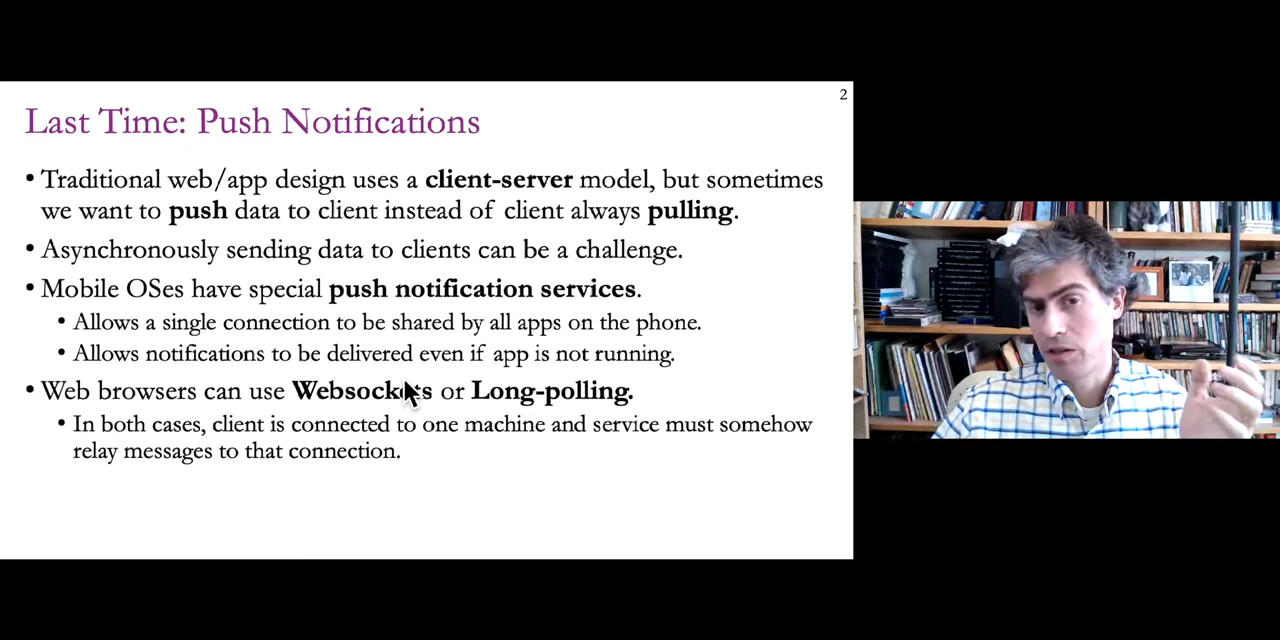 2
Last Time: Push Notifications
• Traditional web/app design uses a client-server model, but sometimes
we want to push data to client instead of client always pulling.
• Asynchronously sending data to clients can be a challenge.
• Mobile OSes have special push notification services.
• Allows a single connection to be shared by all apps on the phone.
• Allows notifications to be delivered even if app is not running.
• Web browsers can use Websockets or Long-polling.
• In both cases, client is connected to one machine and service must somehow
relay messages to that connection.